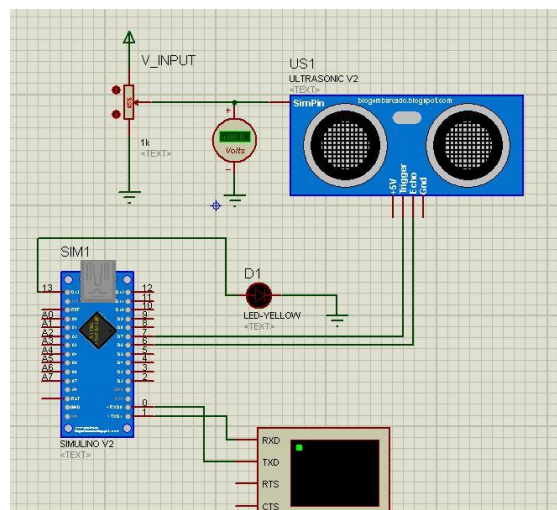 V_INPUT
US1
ULTRASONIC V2
<TEXT>
SimPin
blogembarcado.blogspot.com
45%
+
Volts
-
1k
<TEXT>
+5V
Trigger
Echo
Gnd
SIM1
D1
LED-YELLOW
<TEXT>
13
12
11
10
9
8
7
6
5
4
3
2
A0
A1
A2
A3
A4
A5
A6
A7
0
1
SIMULINO V2
<TEXT>
RXD
TXD
RTS
CTS